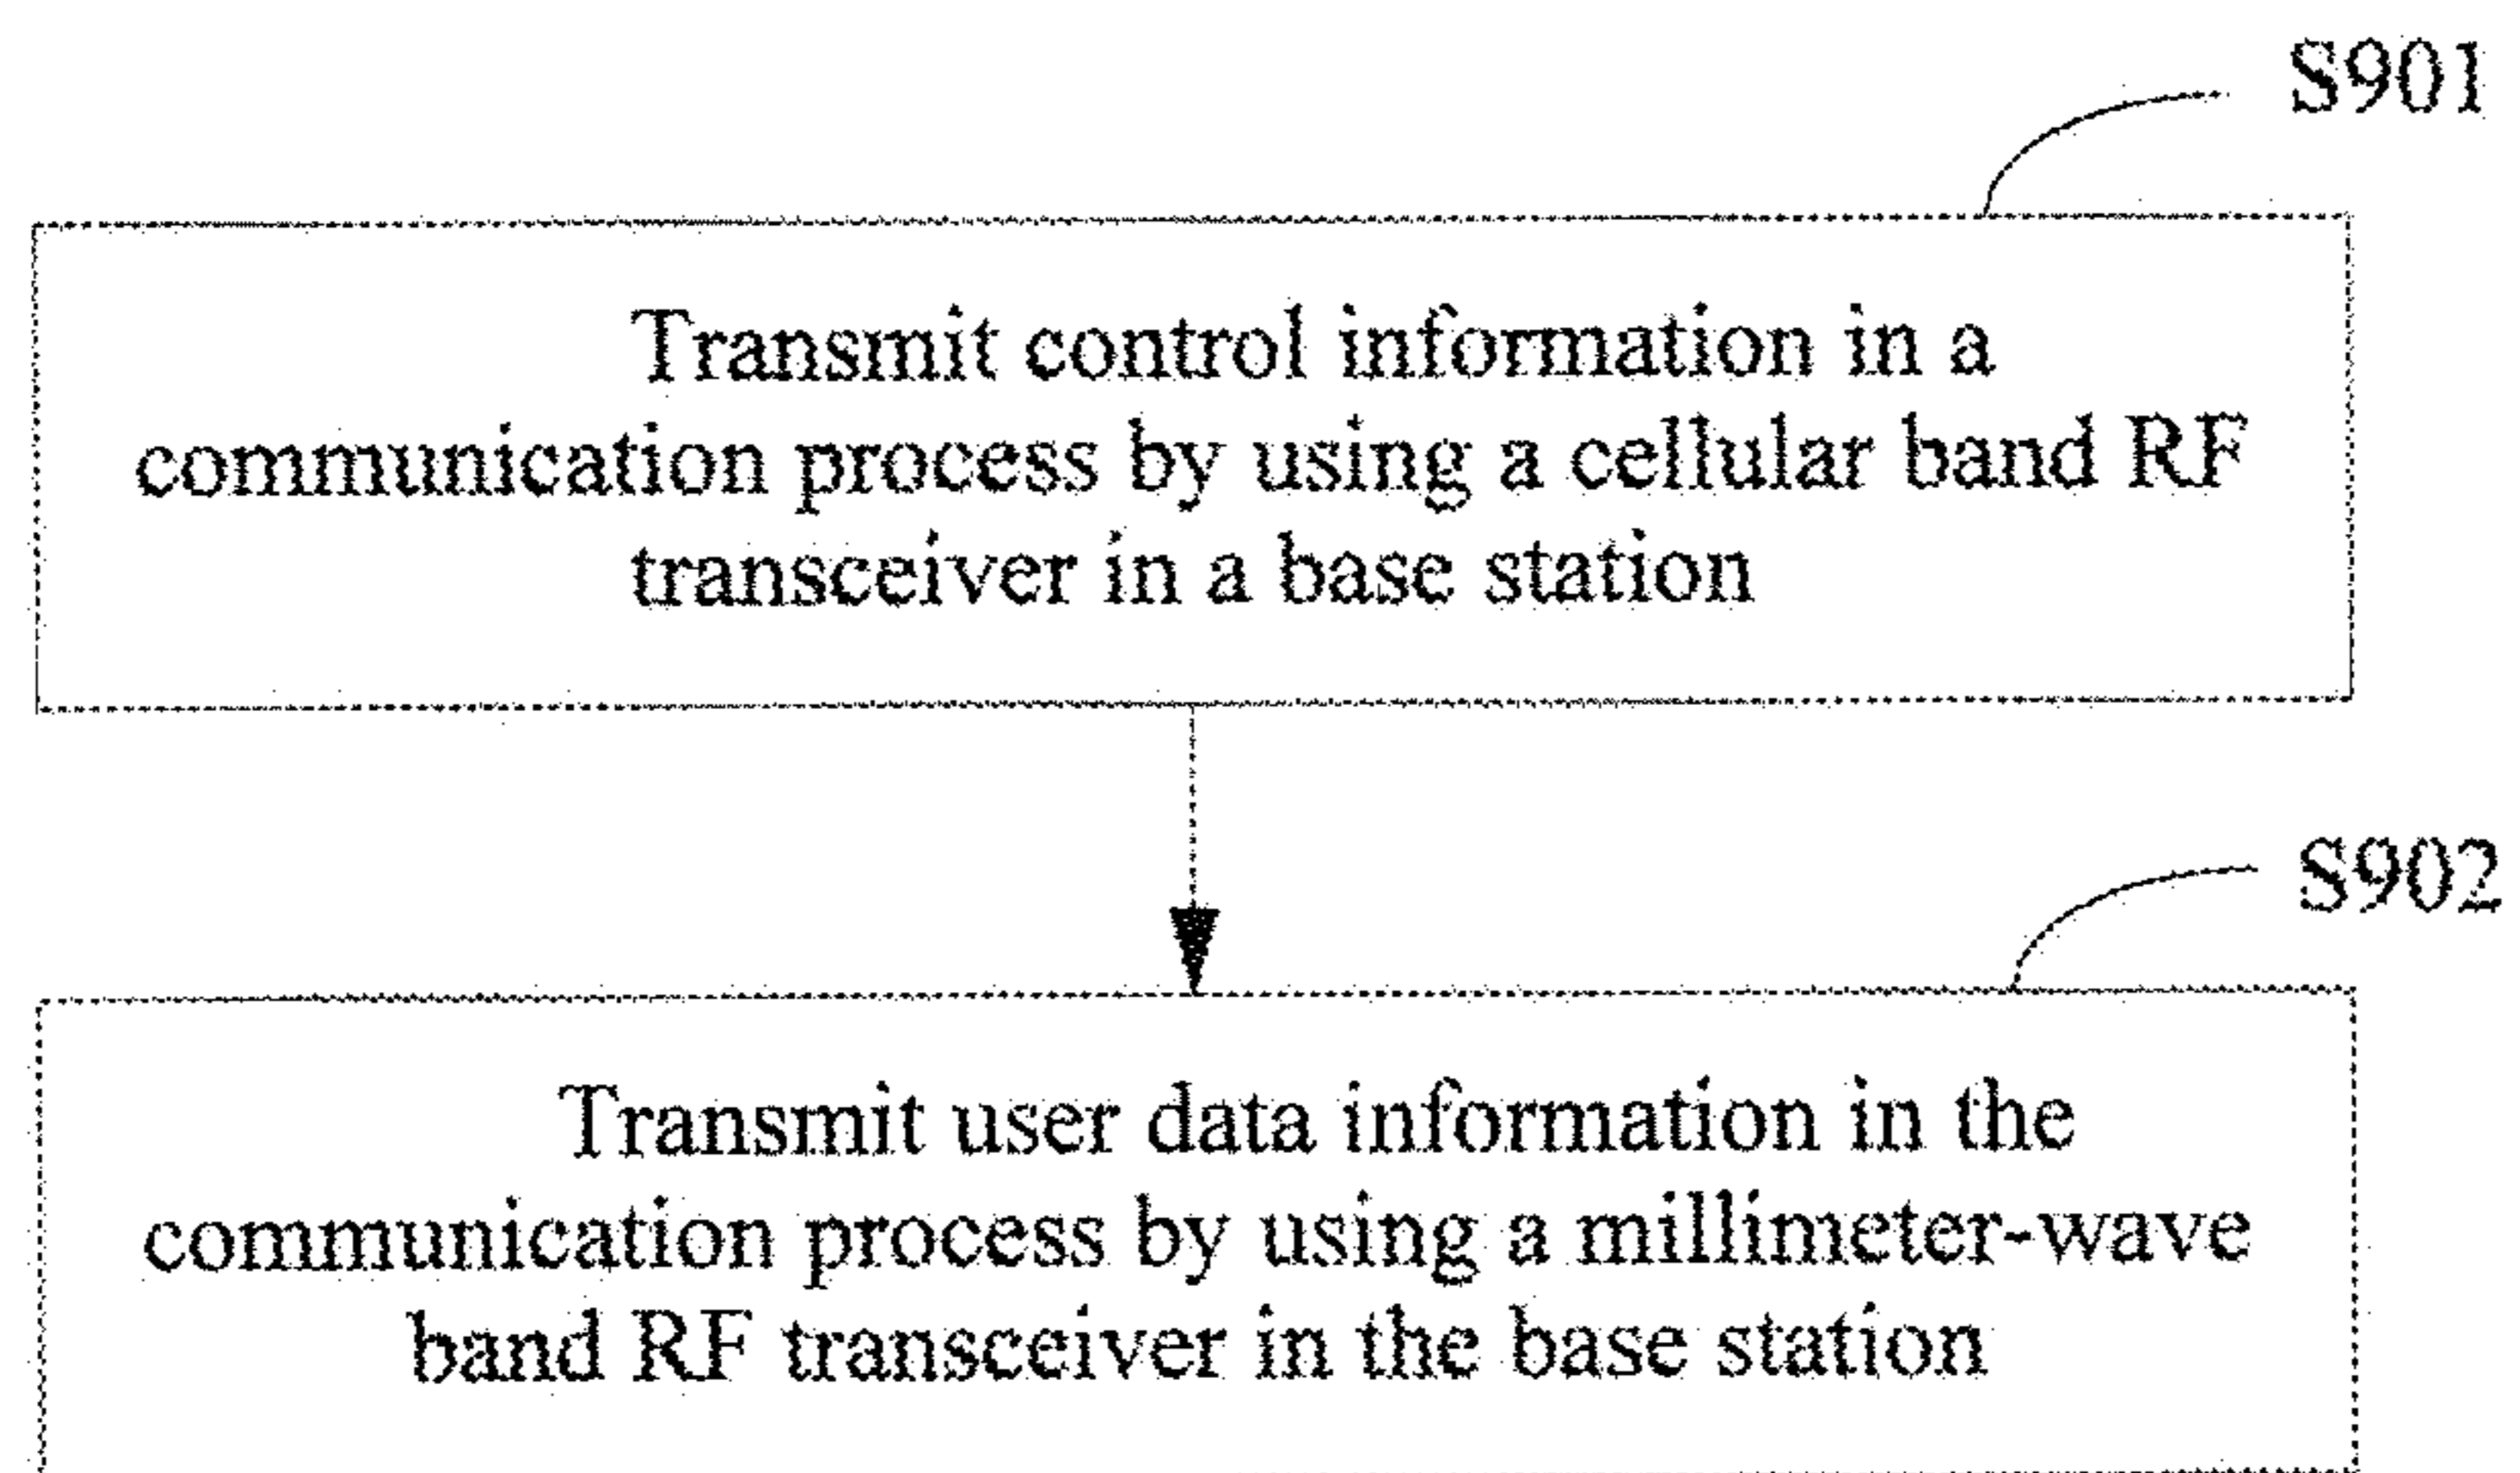 S901
Transmit control information in a
communication process by using a cellular band RF
transceiver in a base station
S902
Transmit user data information in the
communication process by using a millimeter-wave
band RF transceiver in the base station